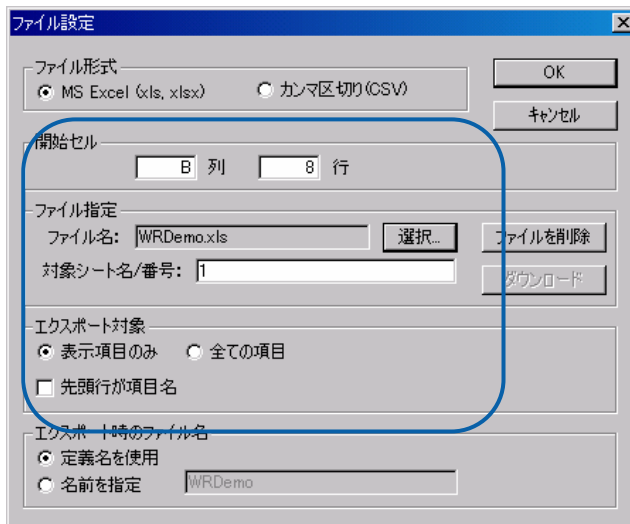 ファイル設定
ファイル形式
MS Excel (xls, xlsx)
カンマ区切り(CSV)
OK
キャンセル
開始セル
B 列 8 行
ファイル指定
ファイル名: WRDemo.xls 選択... ファイルを削除
対象シート名/番号: 1 ダウンロード
エクスポート対象
表示項目のみ 全ての項目
先頭行が項目名
エクスポート時のファイル名
定義名を使用
名前を指定 WRDemo